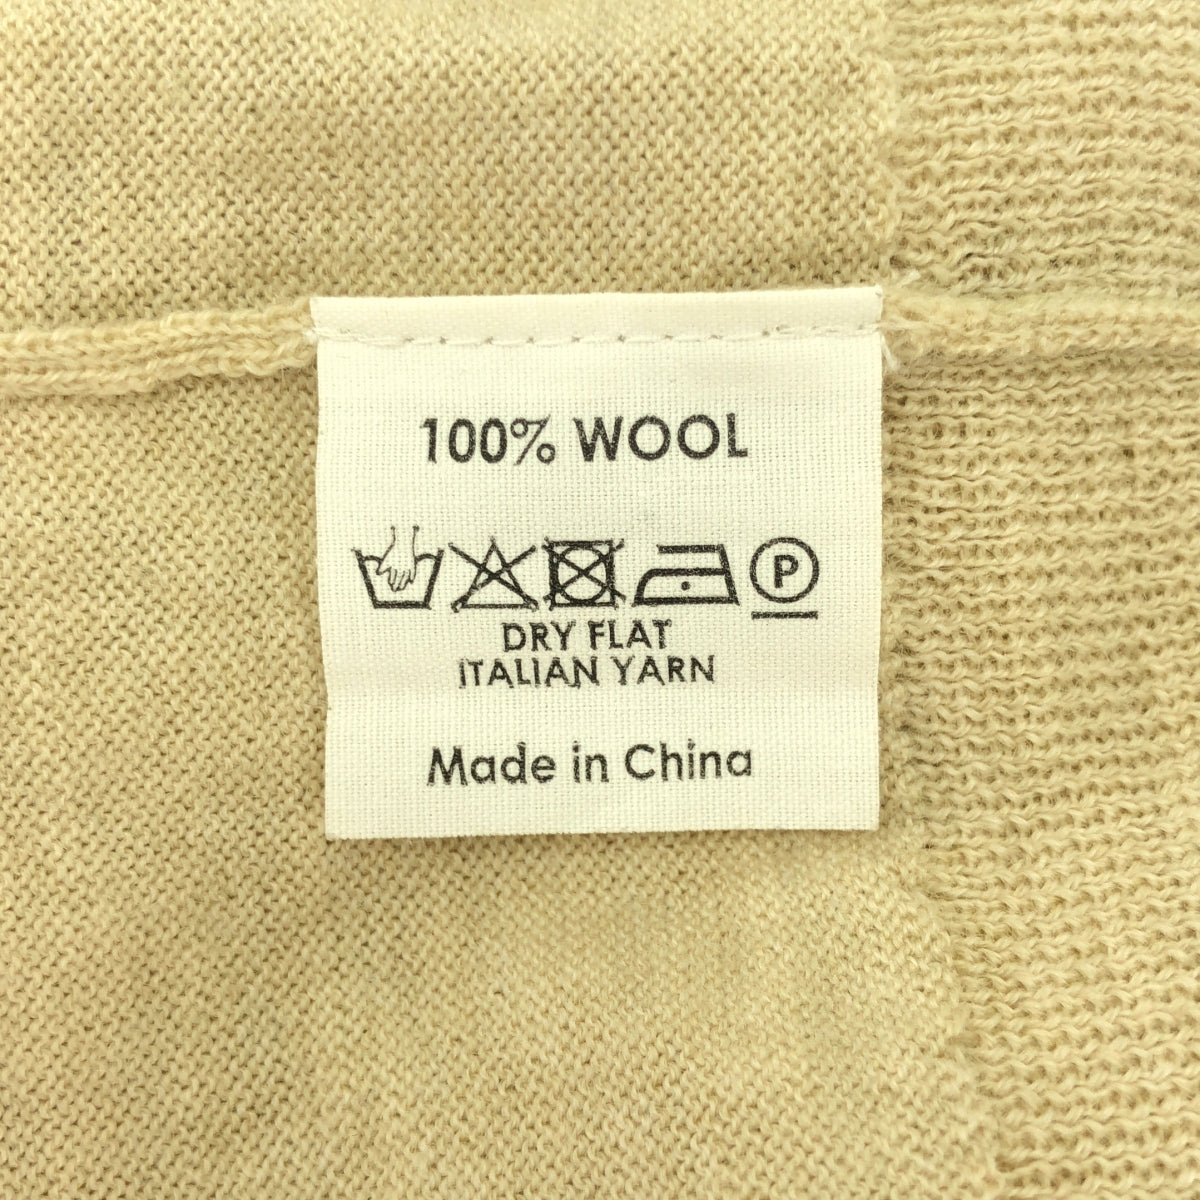 100% WOOL
P
DRY FLAT
ITALIAN YARN
Made in China